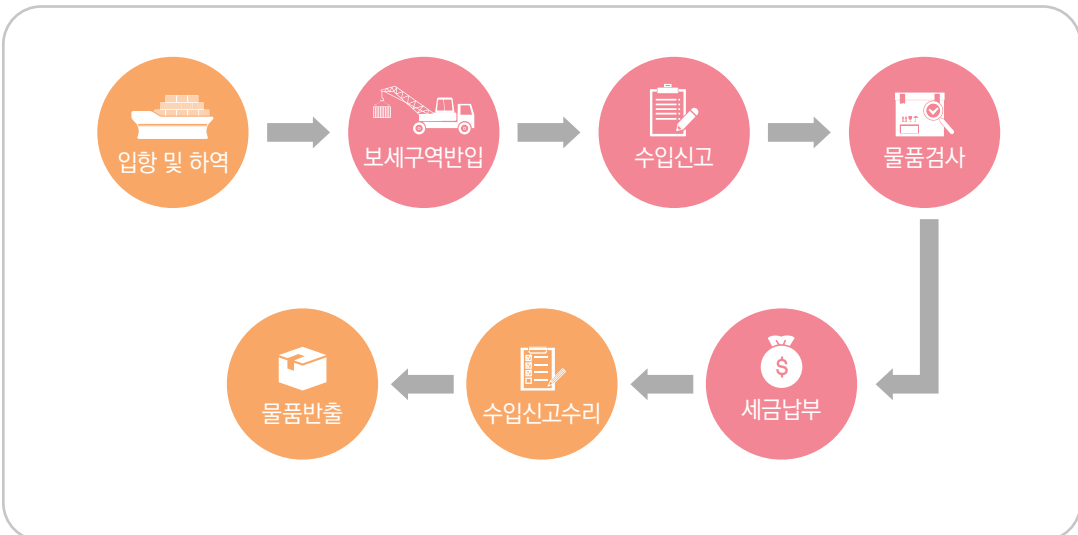 입항 및 하역
보세구역반입
수입신고
물품검사
세금납부
수입신고수리
물품반출